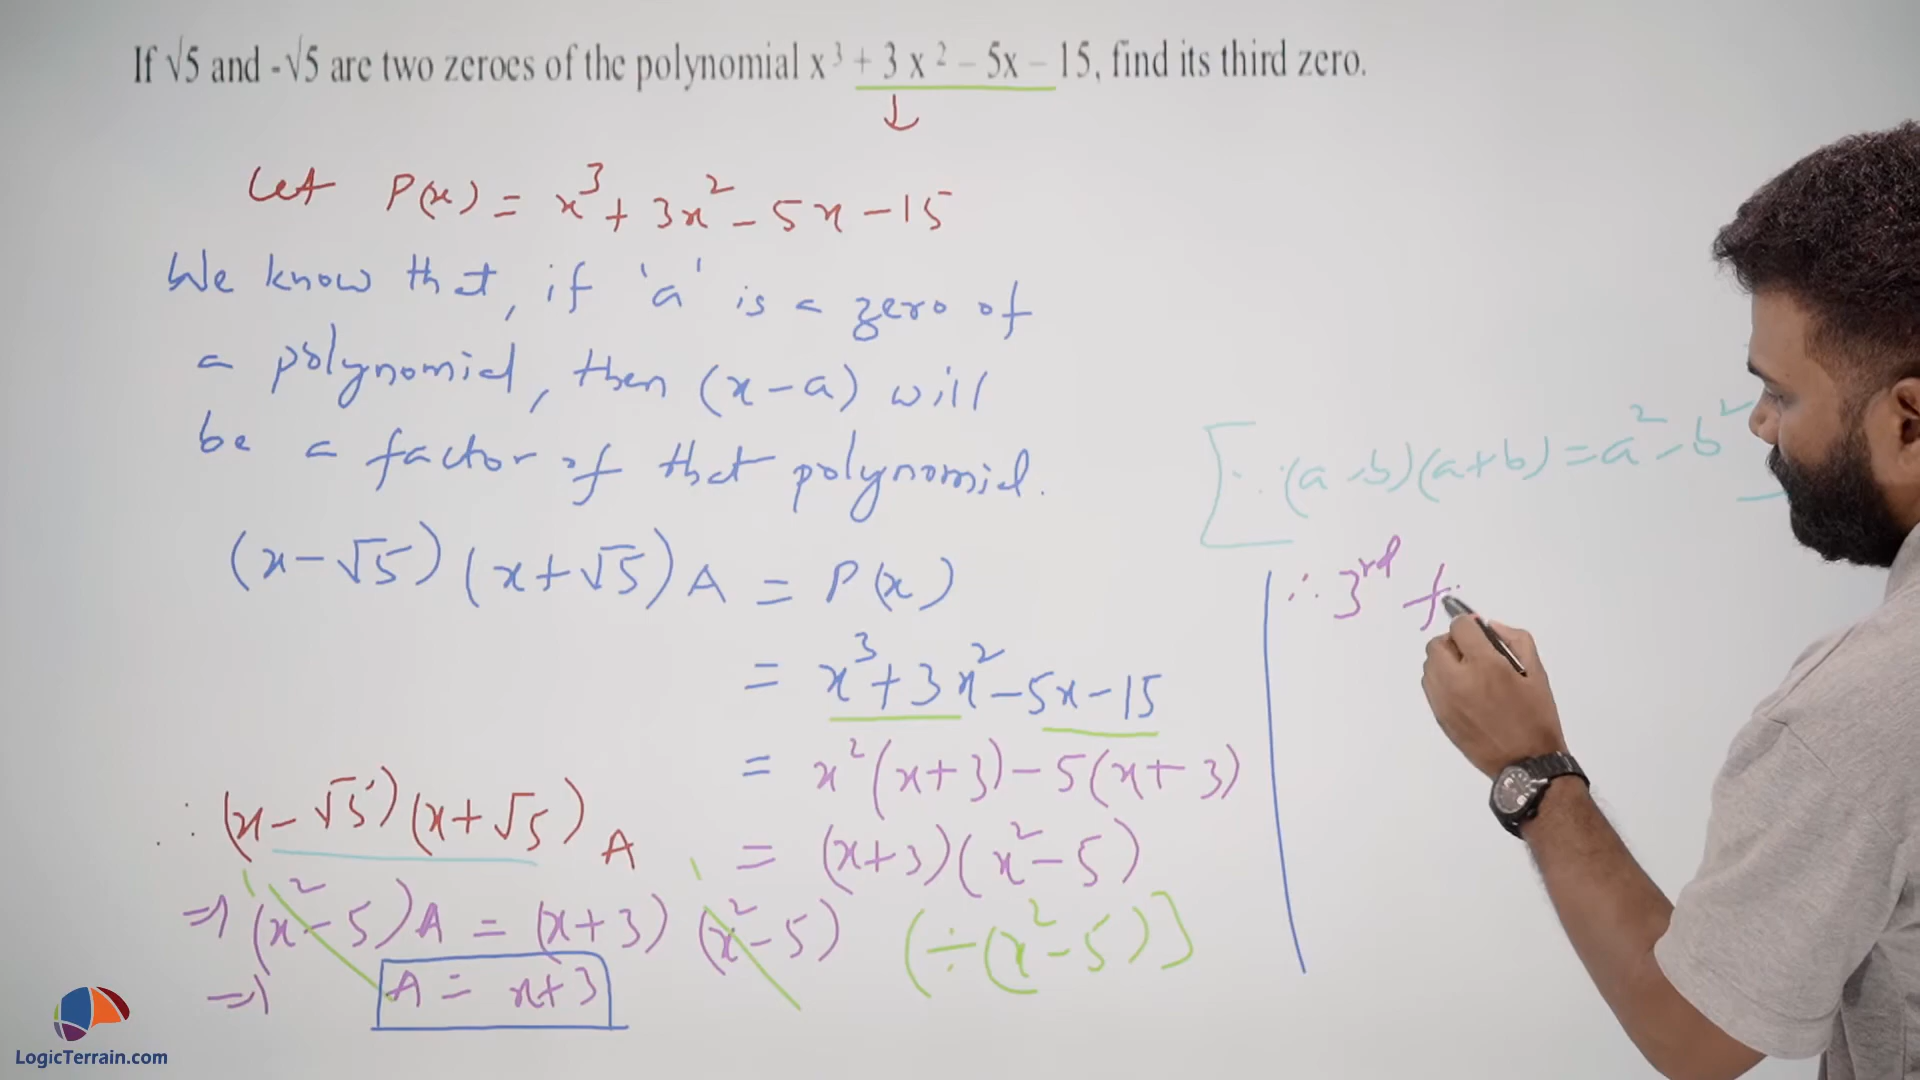 If √5 and -√5 are two zeroes of the polynomial x³ + 3 x² – 5x – 15, find its third zero.
Let P(x) = x³ + 3x² - 5x - 15
We know that, if 'a' is a zero of
a polynomial, then (x-a) will
be a factor of that polynomial.
(x-√5)(x+√5)A = P(x)
= x³+3x²-5x-15
= x²(x+3)-5(x+3)
∴ (x-√5)(x+√5)A = (x+3)(x²-5)
⇒ (x²-5)A = (x+3)(x²-5) (÷(x²-5)]
⇒ A = x+3
[∵ (a-b)(a+b) = a²-b²
∴ 3rd
LogicTerrain.com